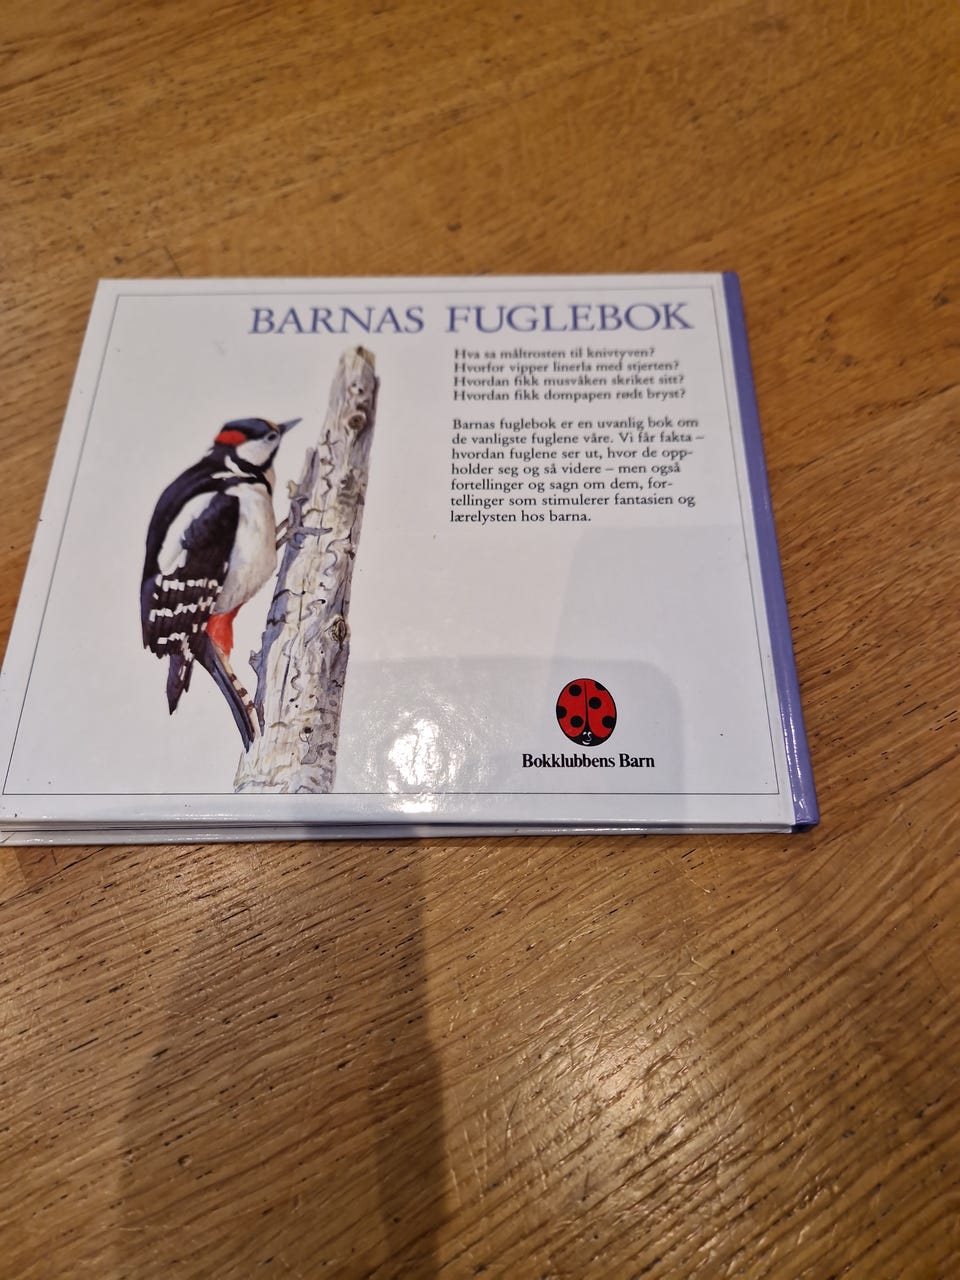 BARNAS FUGLEBOK
Hva sa måltrosten til knivtyven?
Hvorfor vipper linerla med stjerten?
Hvordan fikk musvåken skriket sitt?
Hvordan fikk dompapen rødt bryst?
Barnas fuglebok er en uvanlig bok om
de vanligste fuglene våre. Vi får fakta –
hvordan fuglene ser ut, hvor de opp-
holder seg og så videre – men også
fortellinger og sagn om dem, for-
tellinger som stimulerer fantasien og
lærelysten hos barna.
Bokklubbens Barn